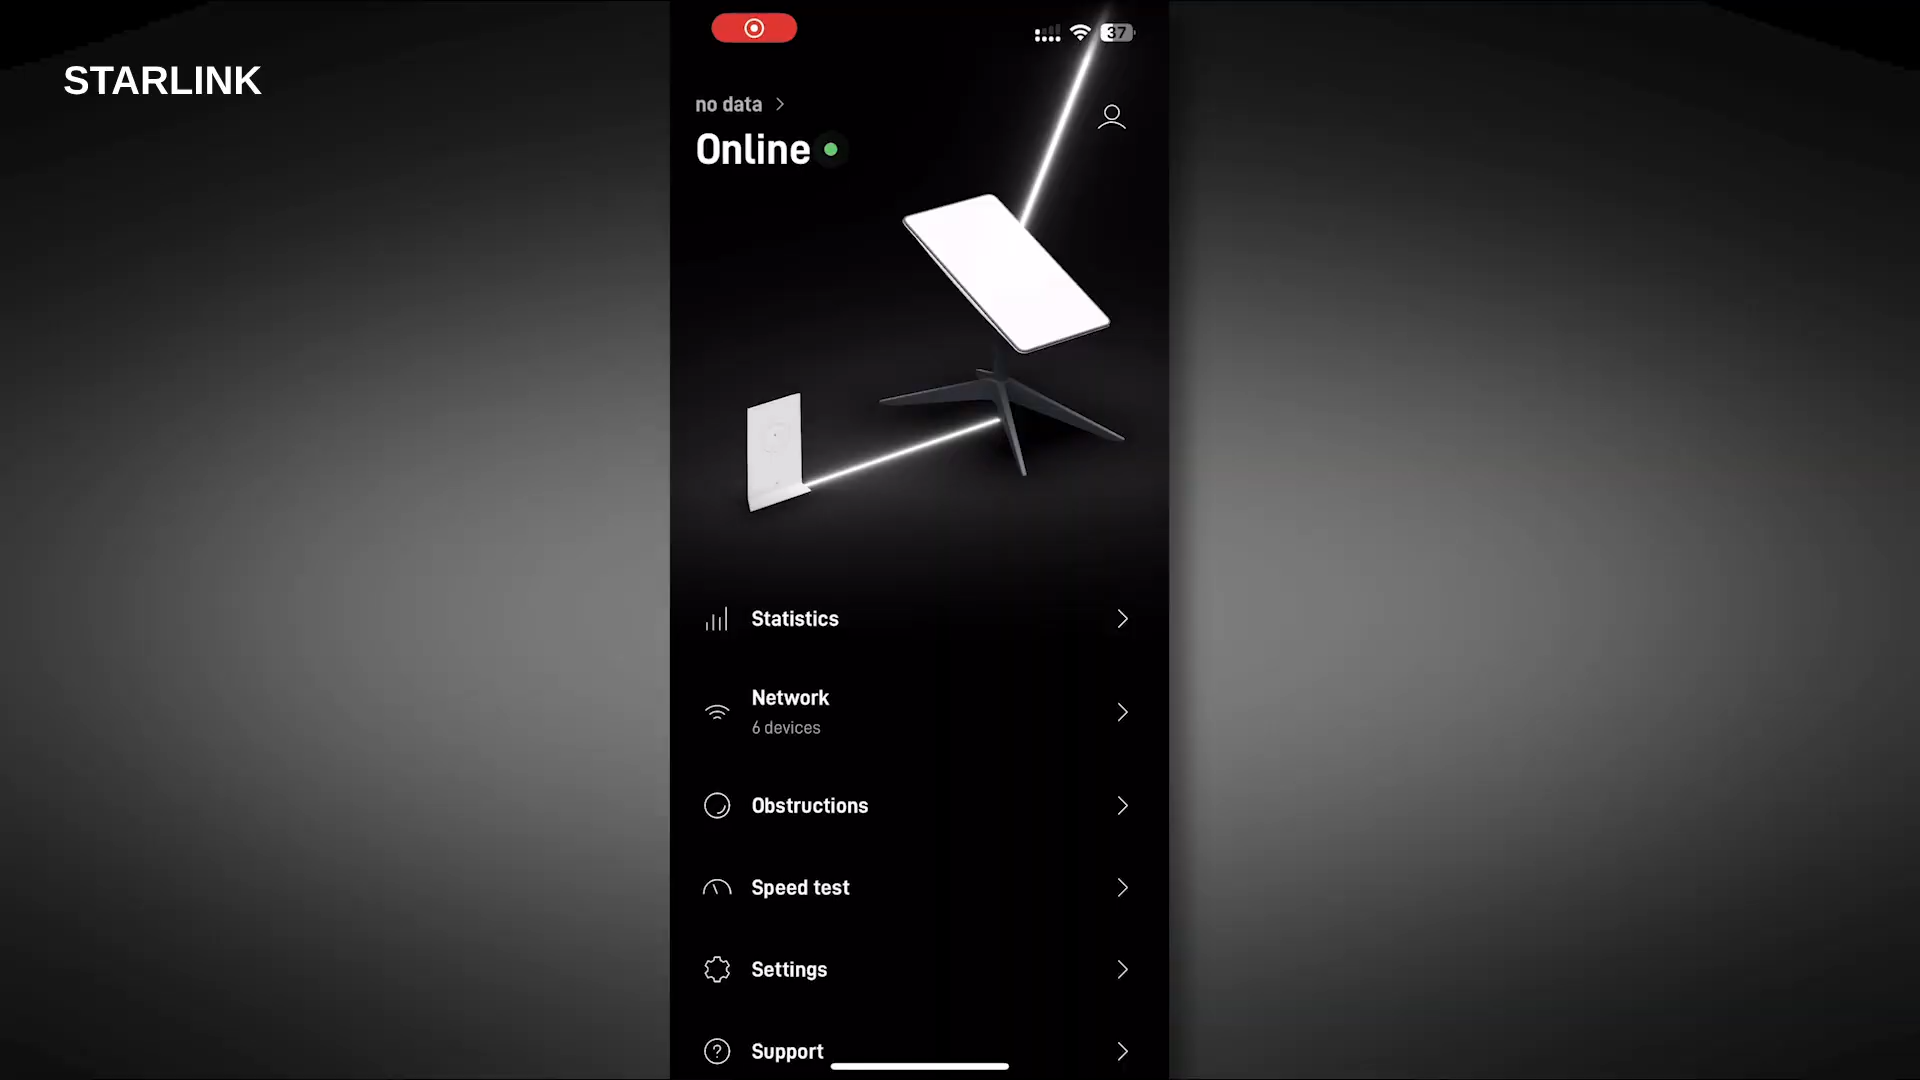 STARLINK
37
no data
Online
Statistics
Network
6 devices
Obstructions
Speed test
Settings
Support